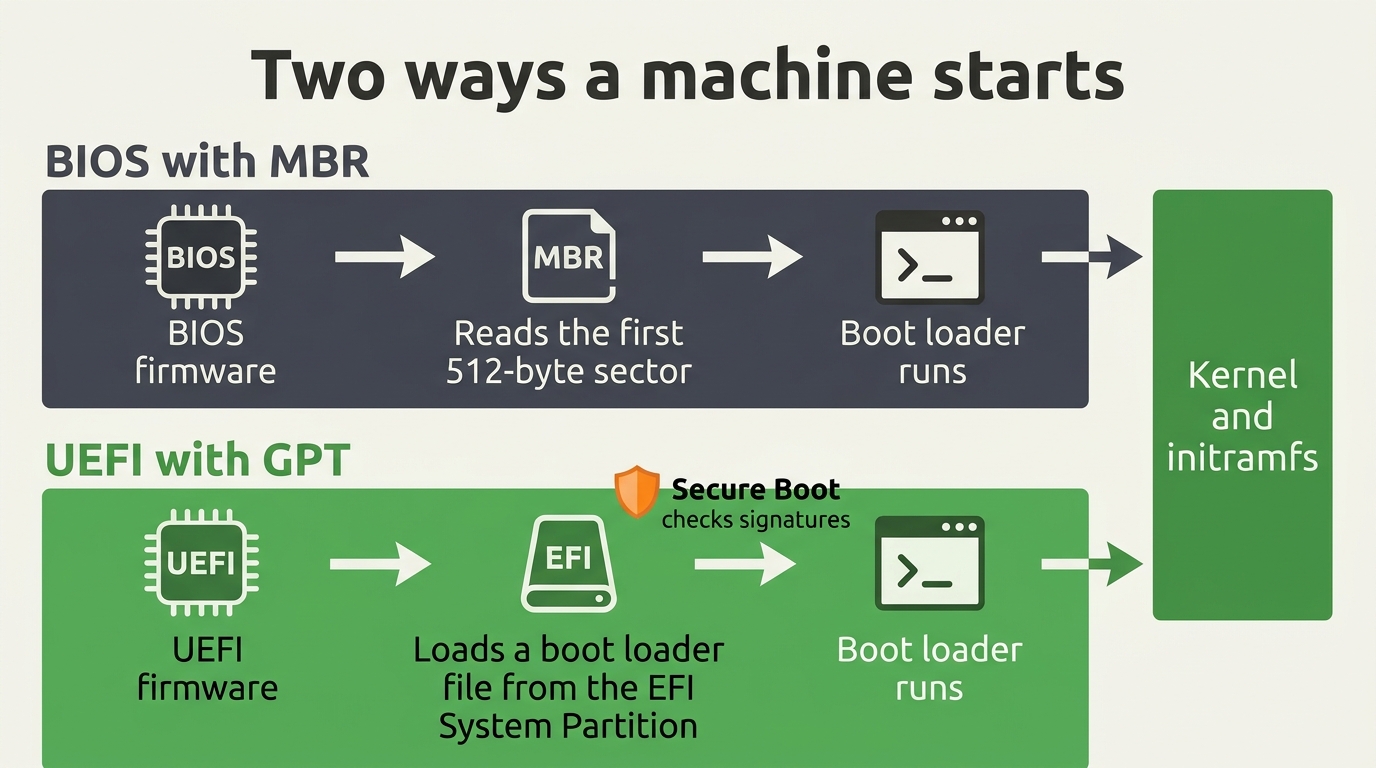 Two ways a machine starts
BIOS with MBR
BIOS
BIOS
firmware
MBR
Reads the first
512-byte sector
Boot loader
runs
Kernel
and
initramfs
UEFI with GPT
Secure Boot
checks signatures
UEFI
UEFI
firmware
EFI
Loads a boot loader
file from the EFI
System Partition
Boot loader
runs